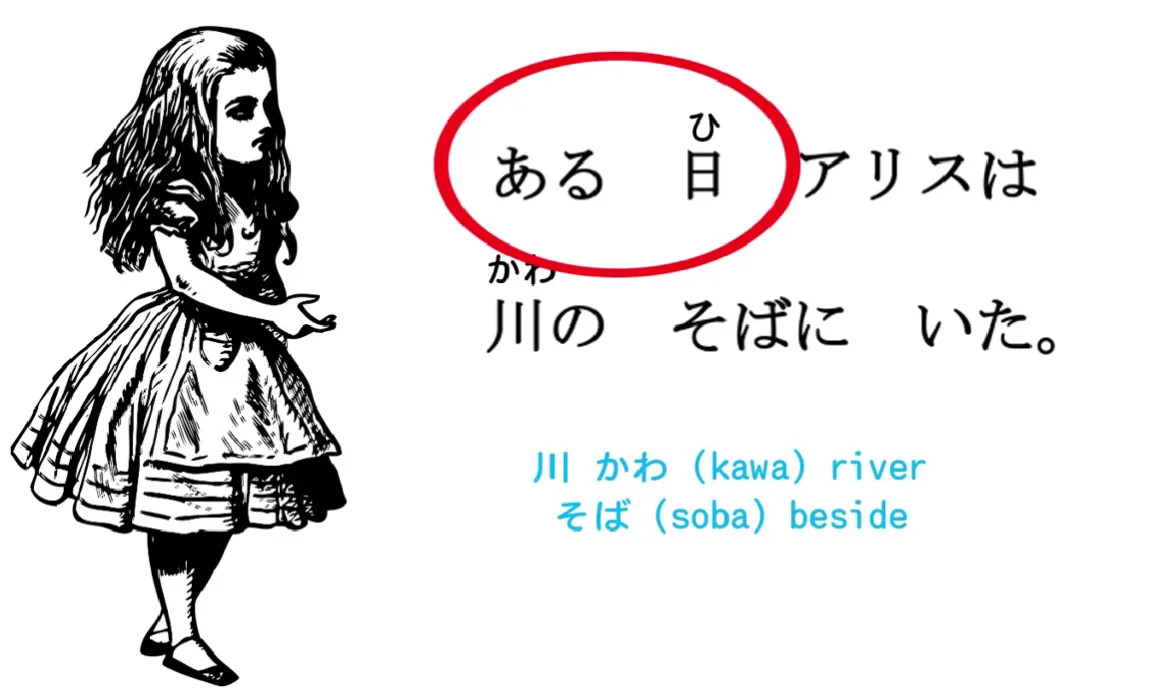 ひ
ある　日　アリスは
かわ
川の　そばに　いた。
川 かわ (kawa) river
そば (soba) beside